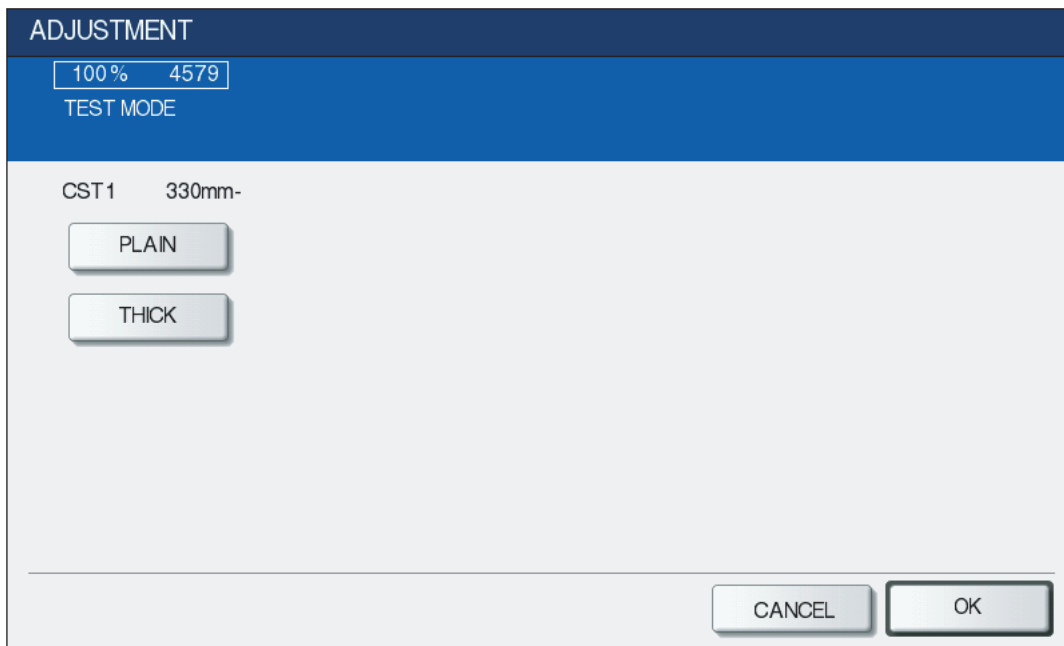 ADJUSTMENT
100% 4579
TEST MODE
CST1 330mm-
PLAIN
THICK
CANCEL OK